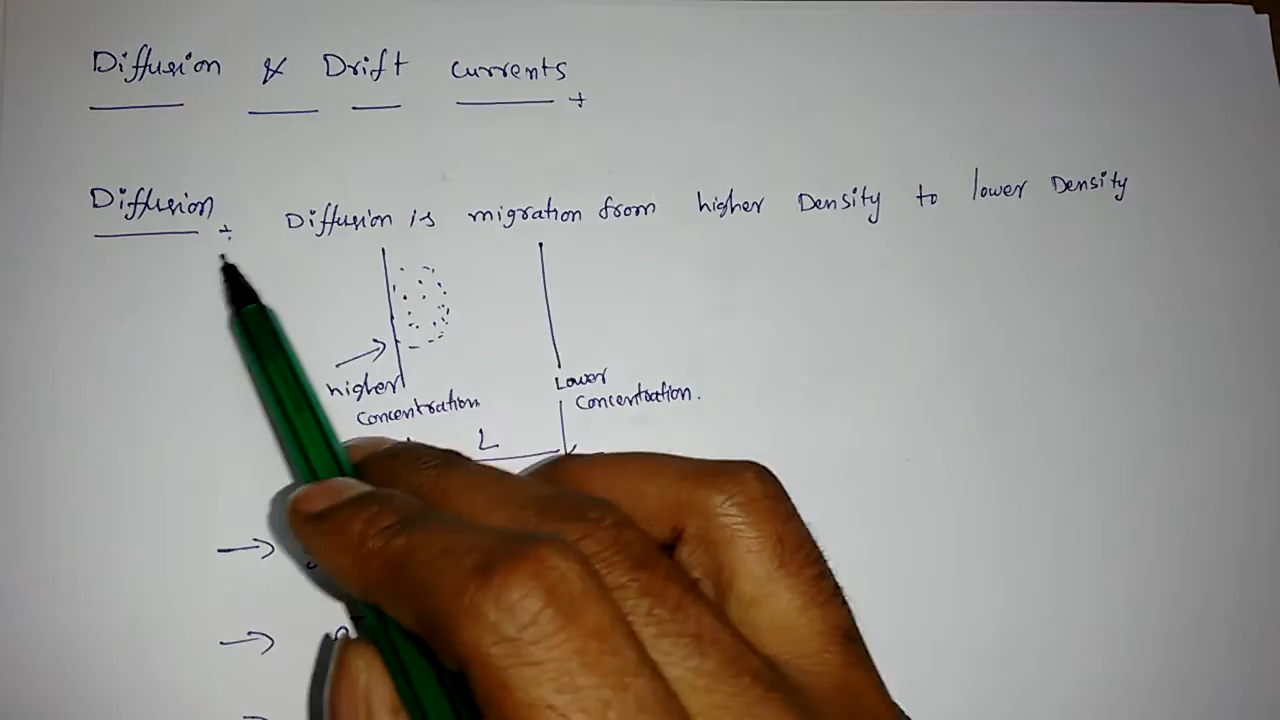 Diffusion & Drift currents
Diffusion : Diffusion is migration from higher Density to lower Density
higher Concentration
Lower Concentration.
L